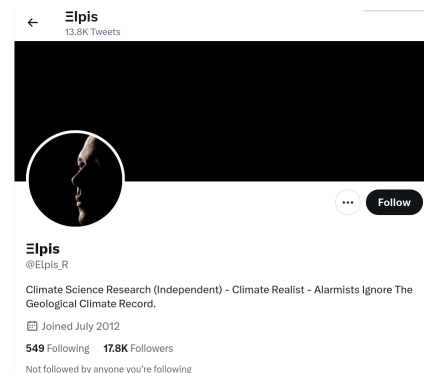 Ξlpis
13.8K Tweets
Follow
Ξlpis
@Elpis_R
Climate Science Research (Independent) - Climate Realist - Alarmists Ignore The
Geological Climate Record.
Joined July 2012
549 Following 17.8K Followers
Not followed by anyone you're following